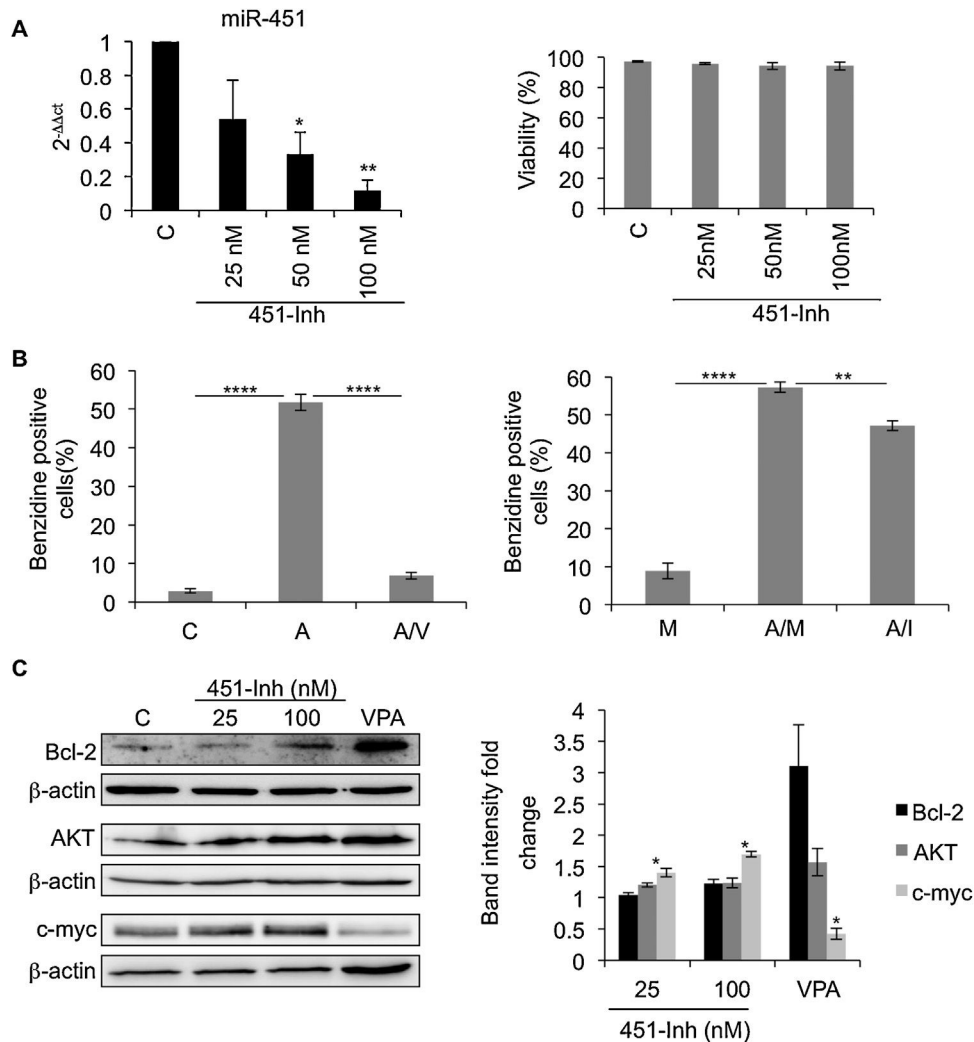 A
miR-451
2-ΔΔct
1
0.8
0.6
0.4
0.2
0
*
**
C
25 nM
50 nM
100 nM
451-Inh
Viability (%)
100
80
60
40
20
0
C
25nM
50nM
100nM
451-Inh
B
Benzidine positive
cells(%)
60
50
40
30
20
10
0
****
****
C
A
A/V
Benzidine positive
cells (%)
60
50
40
30
20
10
0
****
**
M
A/M
A/I
C
451-Inh (nM)
C
25
100
VPA
Bcl-2
β-actin
AKT
β-actin
c-myc
β-actin
Band intensity fold
change
4
3.5
3
2.5
2
1.5
1
0.5
0
*
*
*
25
100
VPA
451-Inh (nM)
Bcl-2
AKT
c-myc